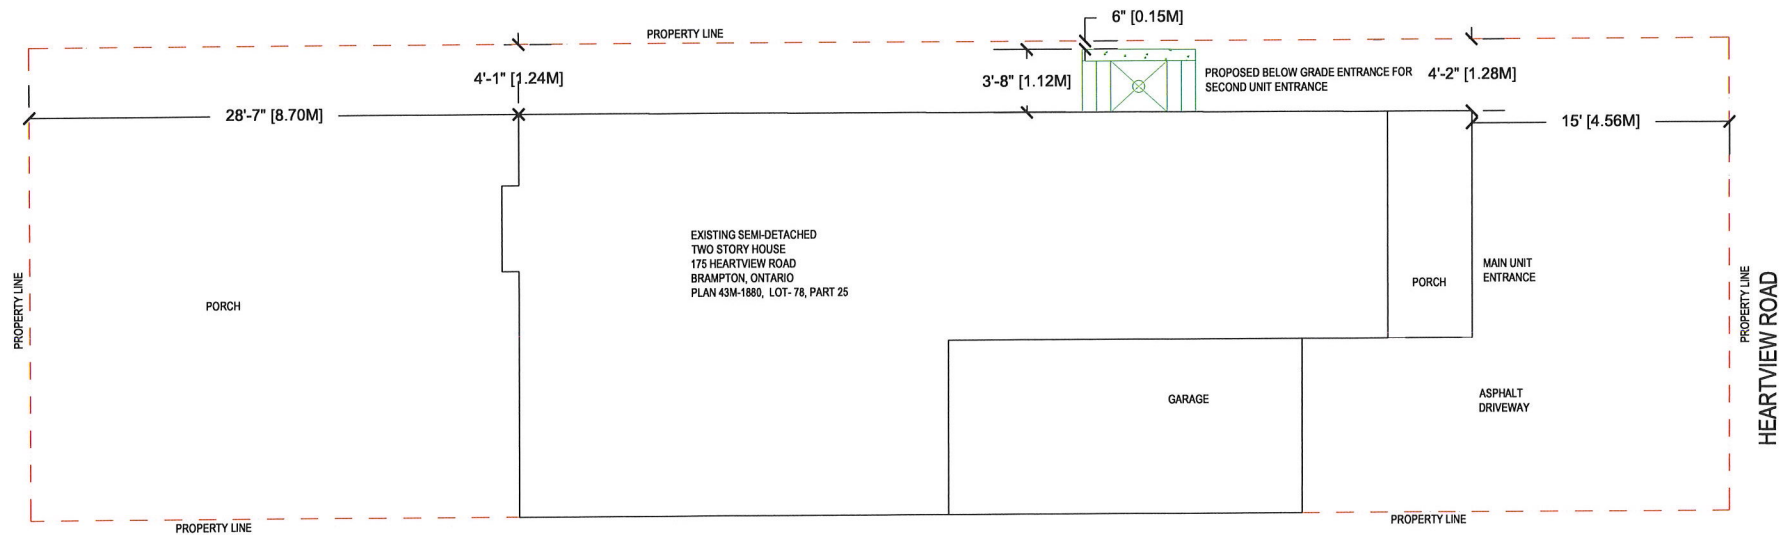 6" [0.15M]
PROPERTY LINE
4'-1" [1.24M]
3'-8" [1.12M]
PROPOSED BELOW GRADE ENTRANCE FOR
SECOND UNIT ENTRANCE
4'-2" [1.28M]
28'-7" [8.70M]
15' [4.56M]
EXISTING SEMI-DETACHED
TWO STORY HOUSE
175 HEARTVIEW ROAD
BRAMPTON, ONTARIO
PLAN 43M-1880, LOT- 78, PART 25
MAIN UNIT
ENTRANCE
PORCH
PORCH
PROPERTY LINE
PROPERTY LINE
HEARTVIEW ROAD
GARAGE
ASPHALT
DRIVEWAY
PROPERTY LINE
PROPERTY LINE